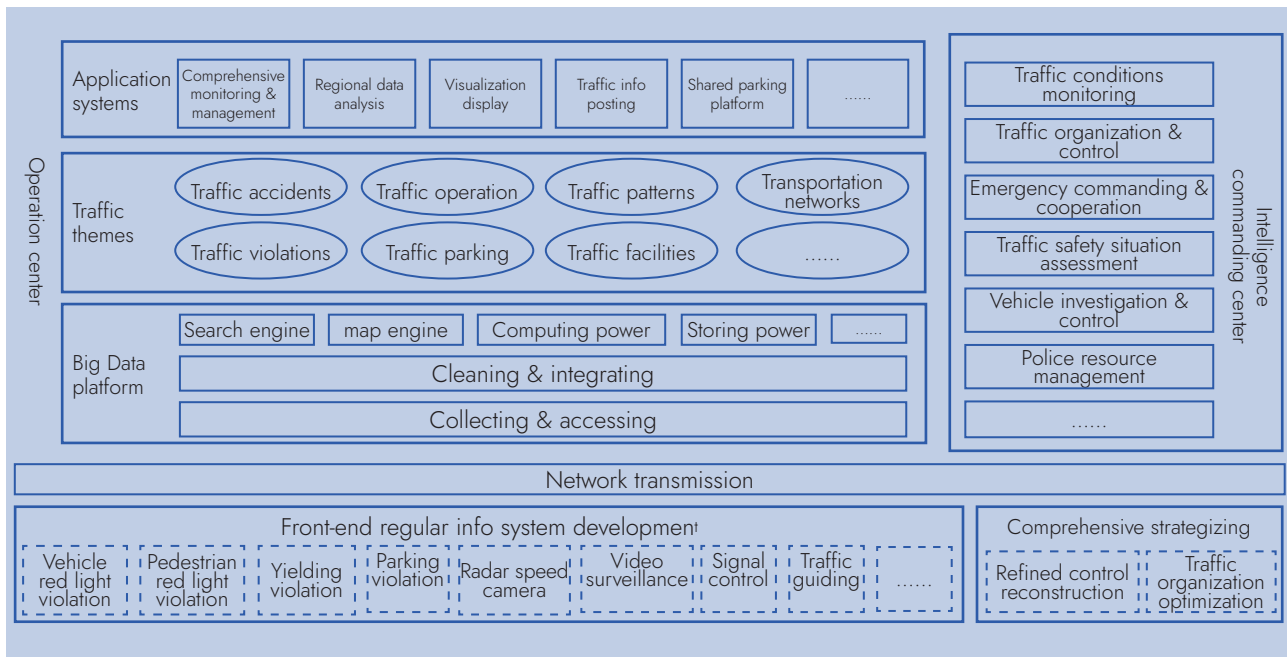 Operation center
Application
systems
Comprehensive
monitoring &
management
Regional data
analysis
Visualization
display
Traffic info
posting
Shared parking
platform
......
Traffic
themes
Traffic accidents
Traffic operation
Traffic patterns
Transportation
networks
Traffic violations
Traffic parking
Traffic facilities
......
Big Data
platform
Search engine
map engine
Computing power
Storing power
......
Cleaning & integrating
Collecting & accessing
Traffic conditions
monitoring
Traffic organization &
control
Emergency commanding &
cooperation
Traffic safety situation
assessment
Vehicle investigation &
control
Police resource
management
......
Intelligence
commanding center
Network transmission
Front-end regular info system development
Vehicle
red light
violation
Pedestrian
red light
violation
Yielding
violation
Parking
violation
Radar speed
camera
Video
surveillance
Signal
control
Traffic
guiding
......
Comprehensive strategizing
Refined control
reconstruction
Traffic
organization
optimization